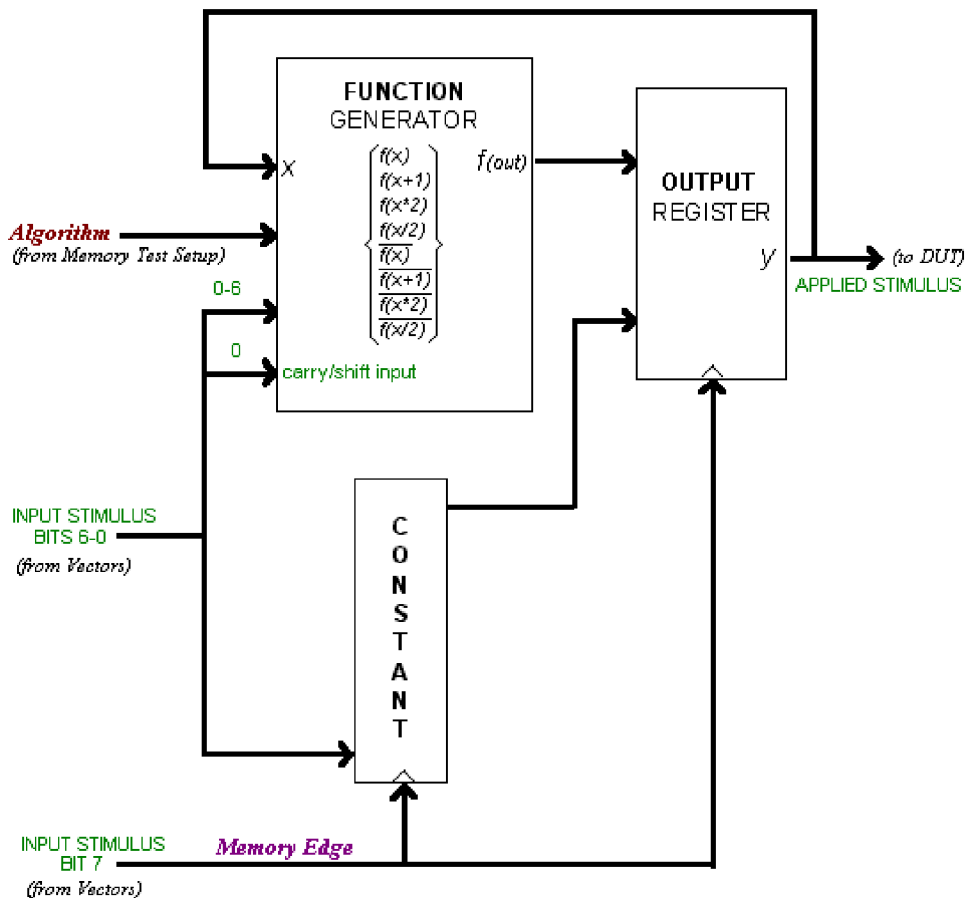 FUNCTION
GENERATOR
x
f(x)
f(x+1)
f(x*2)
f(x/2)
f(x)
f(x+1)
f(x*2)
f(x/2)
f(out)
carry/shift input
OUTPUT
REGISTER
y
(to DUT)
APPLIED STIMULUS
Algorithm
(from Memory Test Setup)
0-6
0
INPUT STIMULUS
BITS 6-0
(from Vectors)
CONSTANT
INPUT STIMULUS
BIT 7
(from Vectors)
Memory Edge